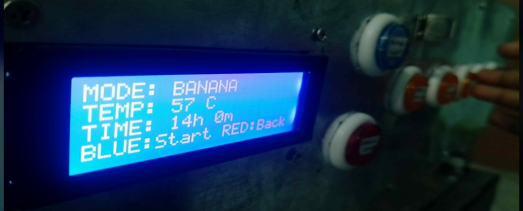 MODE: BANANA
TEMP: 57 C
TIME: 14h 0m
BLUE:Start RED:Back